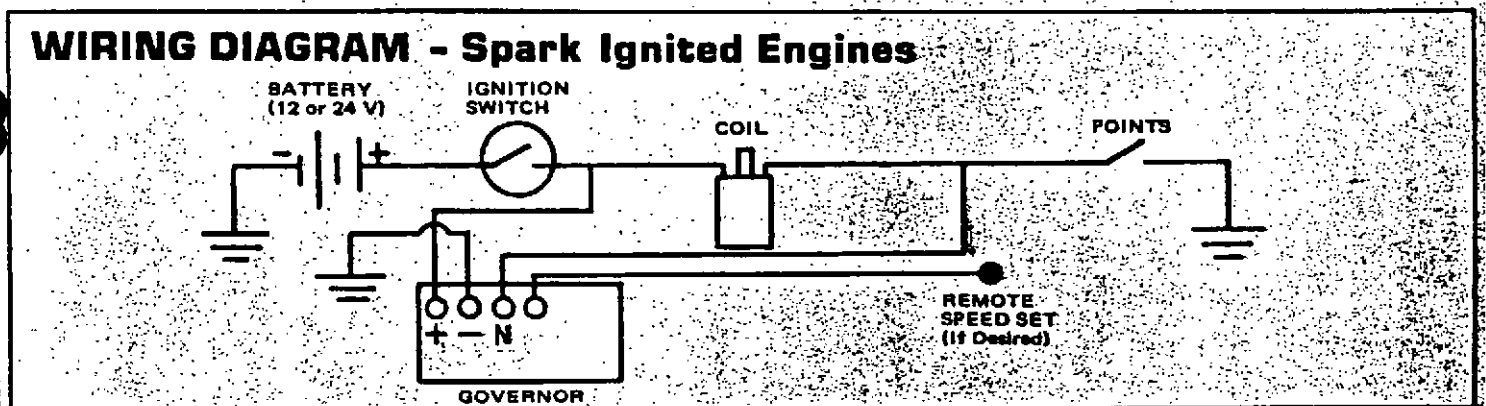 WIRING DIAGRAM - Spark Ignited Engines
BATTERY
(12 or 24 V)
IGNITION
SWITCH
COIL
POINTS
- +
REMOTE
SPEED SET
(If Desired)
+ - N
GOVERNOR